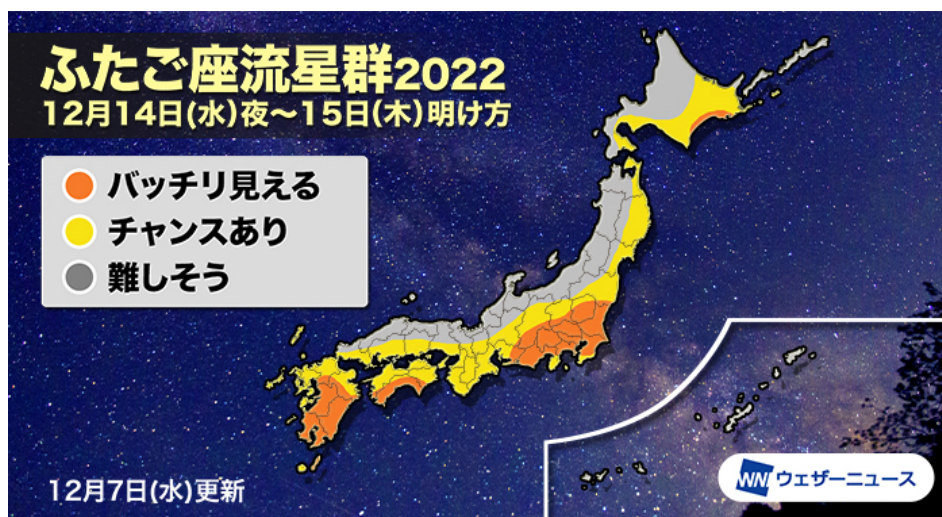 ふたご座流星群2022
12月14日(水)夜～15日(木)明け方
バッチリ見える
チャンスあり
難しそう
12月7日(水)更新
WNウェザーニュース